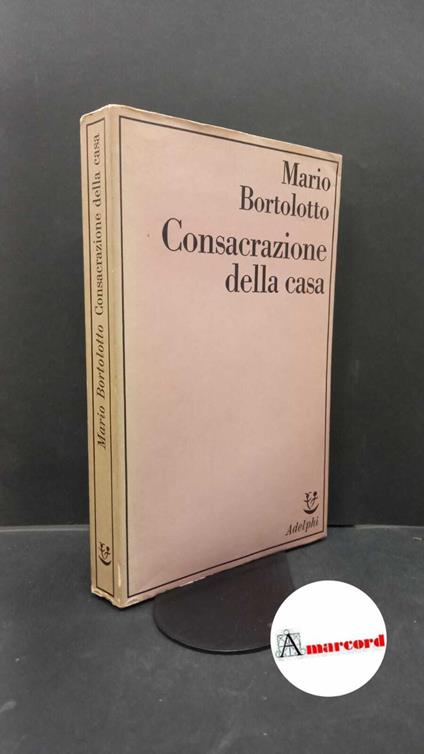 Mario
Bortolotto
Consacrazione
della casa
Adelphi
Mario Bortolotto Consacrazione della casa
Amarcord